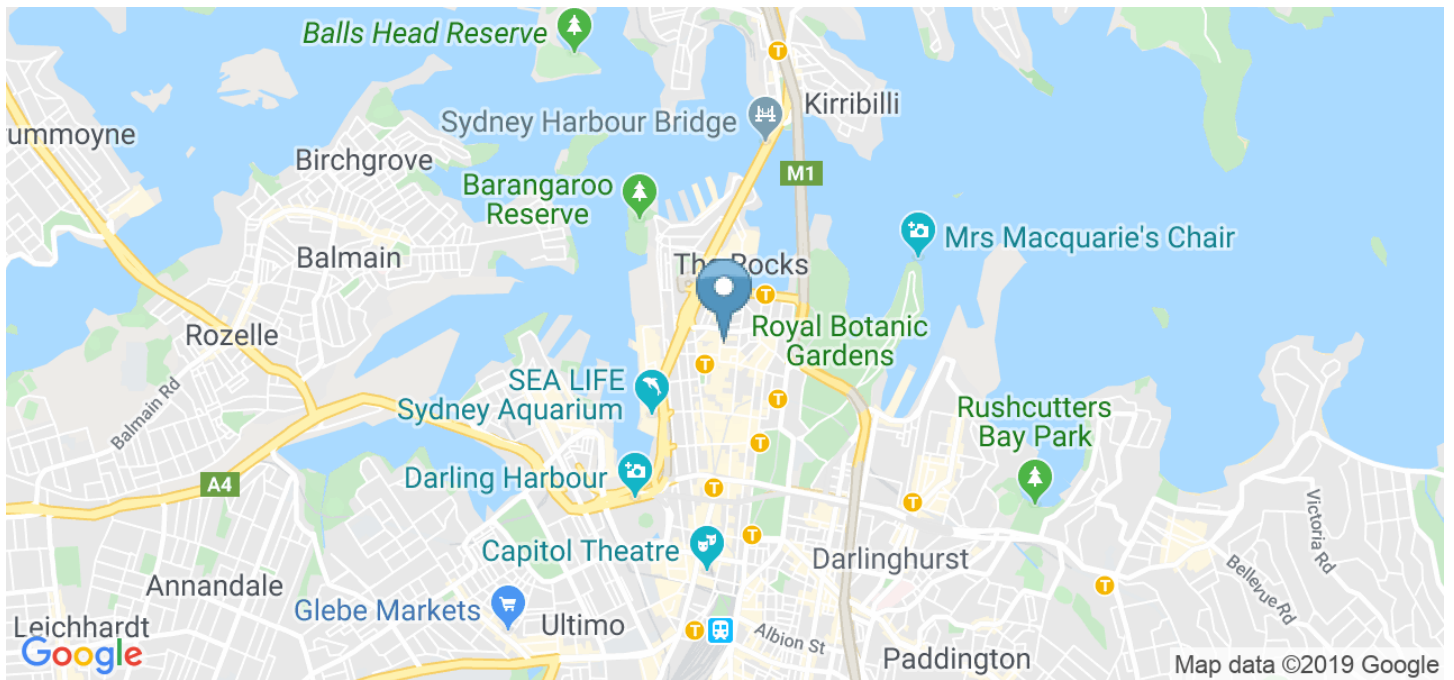 Balls Head Reserve
Kirribilli
Sydney Harbour Bridge
ummoyne
Birchgrove
M1
Barangaroo
Reserve
Mrs Macquarie's Chair
Balmain
The Rocks
T
T
Rozelle
Royal Botanic
Gardens
T
SEA LIFE
Sydney Aquarium
Balmain Rd
T
Rushcutters
Bay Park
T
Darling Harbour
A4
T
T
Victoria Rd
T
Capitol Theatre
Darlinghurst
Annandale
T
Bellevue Rd
Glebe Markets
Leichhardt
Ultimo
T
Albion St
Paddington
Google
Map data ©2019 Google